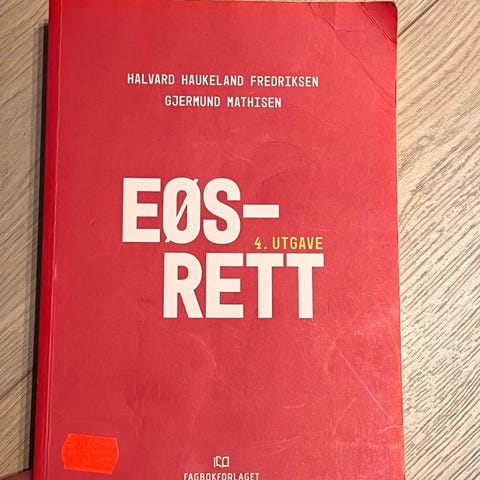 HALVARD HAUKELAND FREDRIKSEN
GJERMUND MATHISEN
EØS-
4. UTGAVE
RETT
FAGBOKFORLAGET